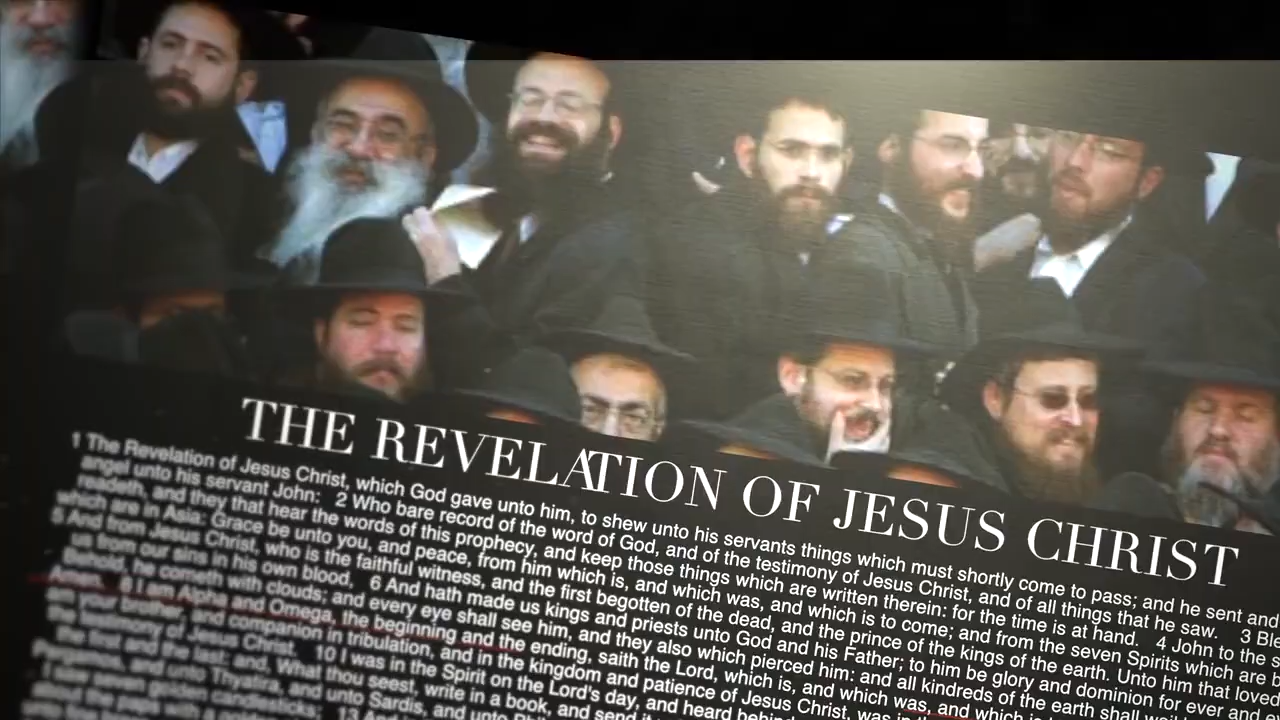 THE REVELATION OF JESUS CHRIST
1 The Revelation of Jesus Christ, which God gave unto him, to shew unto his servants things which must shortly come to pass; and he sent and
angel unto his servant John: 2 Who bare record of the word of God, and of the testimony of Jesus Christ, and of all things that he saw. 3 Ble
readeth, and they that hear the words of this prophecy, and keep those things which are written therein: for the time is at hand. 4 John to the s
which are in Asia: Grace be unto you, and peace, from him which is, and which was, and which is to come; and from the seven Spirits which are b
5 And from Jesus Christ, who is the faithful witness, and the first begotten of the dead, and the prince of the kings of the earth. Unto him that loved
us from our sins in his own blood, 6 And hath made us kings and priests unto God and his Father; to him be glory and dominion for ever and
Behold, he cometh with clouds; and every eye shall see him, and they also which pierced him: and all kindreds of the earth shall wail
Amen. 8 I am Alpha and Omega, the beginning and the ending, saith the Lord, which is, and which was, and which is
am your brother, and companion in tribulation, and in the kingdom and patience of Jesus Christ, was in
the testimony of Jesus Christ. 10 I was in the Spirit on the Lord's day, and heard
the first and the last: and, What thou seest, write in a book, and send it
and unto Thyatira, and unto Sardis, and unto
golden candlesticks; 13